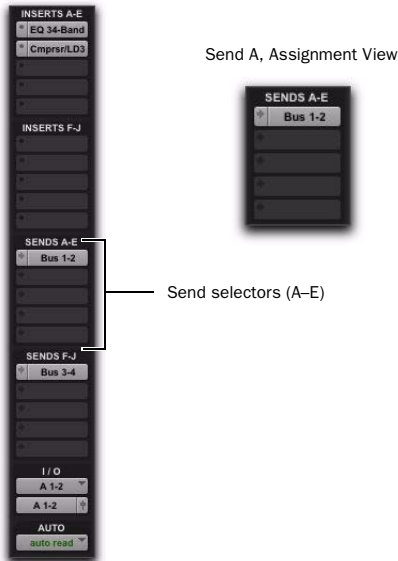 INSERTS A-E
EQ 34-Band
Cmprsr/LD3
INSERTS F-J
SENDS A-E
Bus 1-2
SENDS F-J
Bus 3-4
I / O
A 1-2
A 1-2
AUTO
auto read
Send A, Assignment View
SENDS A-E
Bus 1-2
Send selectors (A–E)